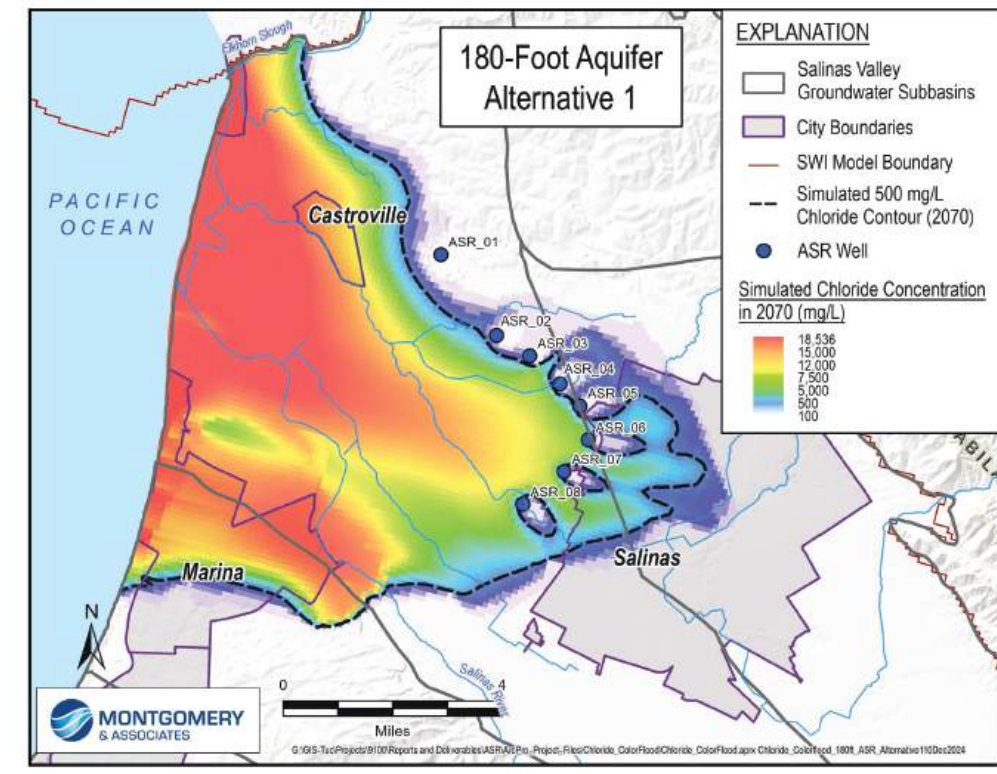 Elkhorn Slough
180-Foot Aquifer
Alternative 1
PACIFIC
OCEAN
Castroville
ASR_01
ASR_02
ASR_03
ASR_04
ASR_05
ASR_06
ASR_07
ASR_08
Marina
Salinas
Salinas River
EXPLANATION
Salinas Valley
Groundwater Subbasins
City Boundaries
SWI Model Boundary
Simulated 500 mg/L
Chloride Contour (2070)
ASR Well
Simulated Chloride Concentration
in 2070 (mg/L)
18,536
15,000
12,000
7,500
5,000
500
100
ABIL
N
0 4
Miles
MONTGOMERY
& ASSOCIATES